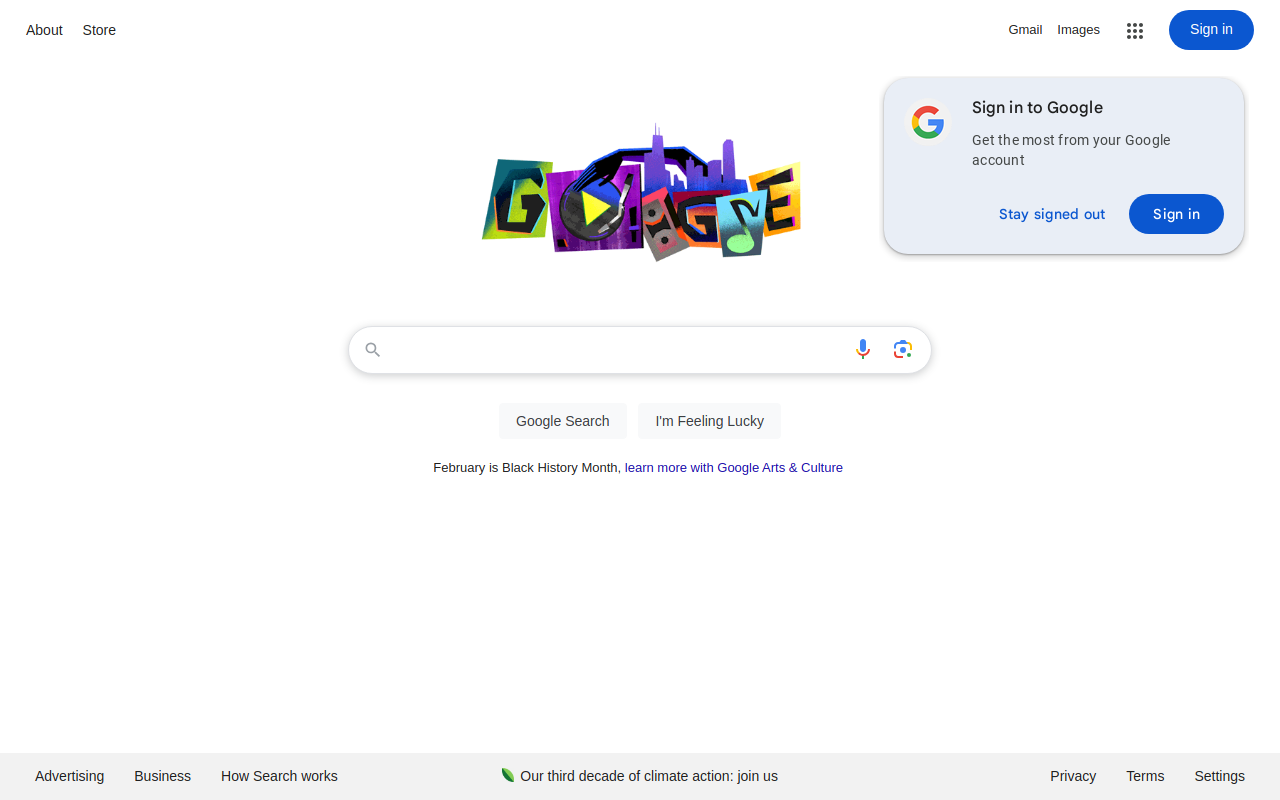 About Store
Gmail Images
Sign in
Sign in to Google
Get the most from your Google
account
Stay signed out
Sign in
Google Search
I'm Feeling Lucky
February is Black History Month, learn more with Google Arts & Culture
Advertising Business How Search works
Our third decade of climate action: join us
Privacy Terms Settings